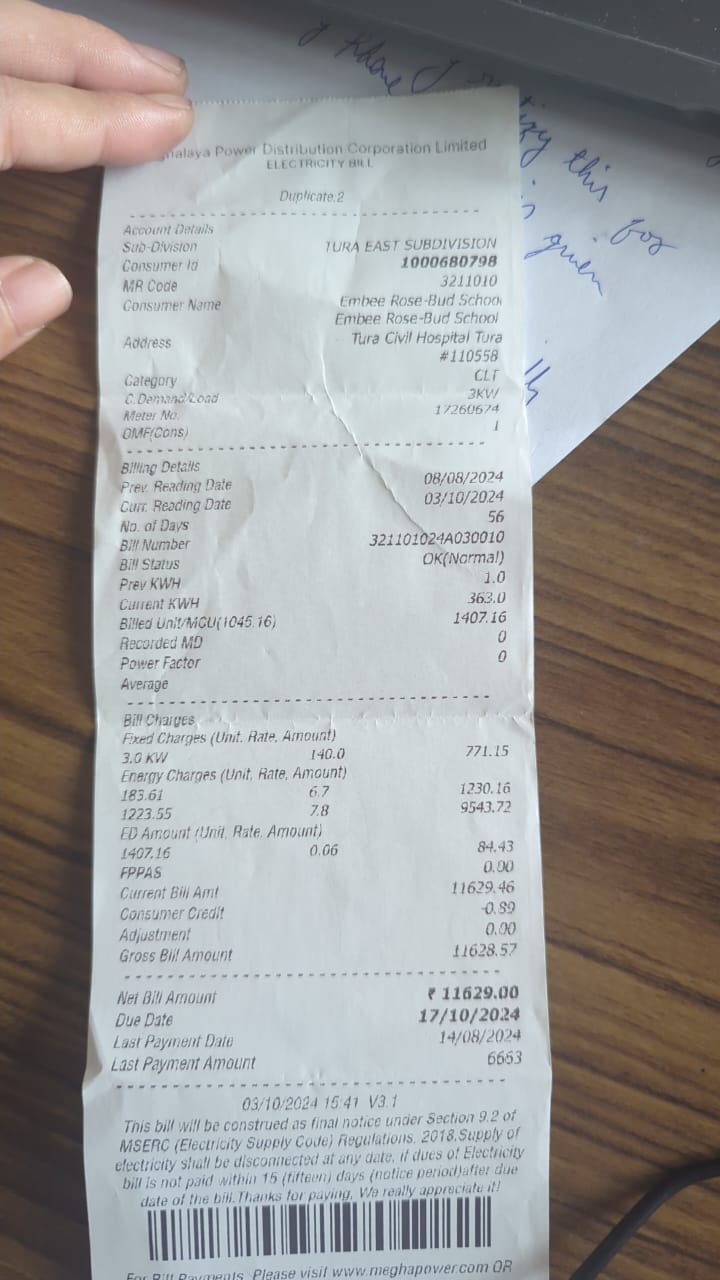 Power Distribution Corporation Limited
ELECTRICITY BILL
Duplicate:2
Account Details
Sub-Division TURA EAST SUBDIVISION
Consumer Id 1000680798
MR Code 3211010
Consumer Name Embee Rose-Bud School
Embee Rose-Bud School
Address Tura Civil Hospital Tura
#110558
Category CLT
C.Demand/Load 3KW
Meter No. 17260674
OMF(Cons) 1
Billing Details
Prev. Reading Date 08/08/2024
Curr. Reading Date 03/10/2024
No. of Days 56
Bill Number 321101024A030010
Bill Status OK(Normal)
Prev KWH 1.0
Current KWH 363.0
Billed Unit/MCU(1045.16) 1407.16
Recorded MD 0
Power Factor 0
Average
Bill Charges
Fixed Charges (Unit, Rate, Amount)
3.0 KW 140.0 771.15
Energy Charges (Unit, Rate, Amount)
183.61 6.7 1230.16
1223.55 7.8 9543.72
ED Amount (Unit, Rate, Amount)
1407.16 0.06 84.43
FPPAS 0.00
Current Bill Amt 11629.46
Consumer Credit -0.89
Adjustment 0.00
Gross Bill Amount 11628.57
Net Bill Amount ₹ 11629.00
Due Date 17/10/2024
Last Payment Date 14/08/2024
Last Payment Amount 6663
03/10/2024 15:41 V3.1
This bill will be construed as final notice under Section 9.2 of
MSERC (Electricity Supply Code) Regulations, 2018.Supply of
electricity shall be disconnected at any date, if dues of Electricity
bill is not paid within 15 (fifteen) days (notice period)after due
date of the bill.Thanks for paying, We really appreciate it!
For Bill Payments, Please visit www.meghapower.com OR
this for
given